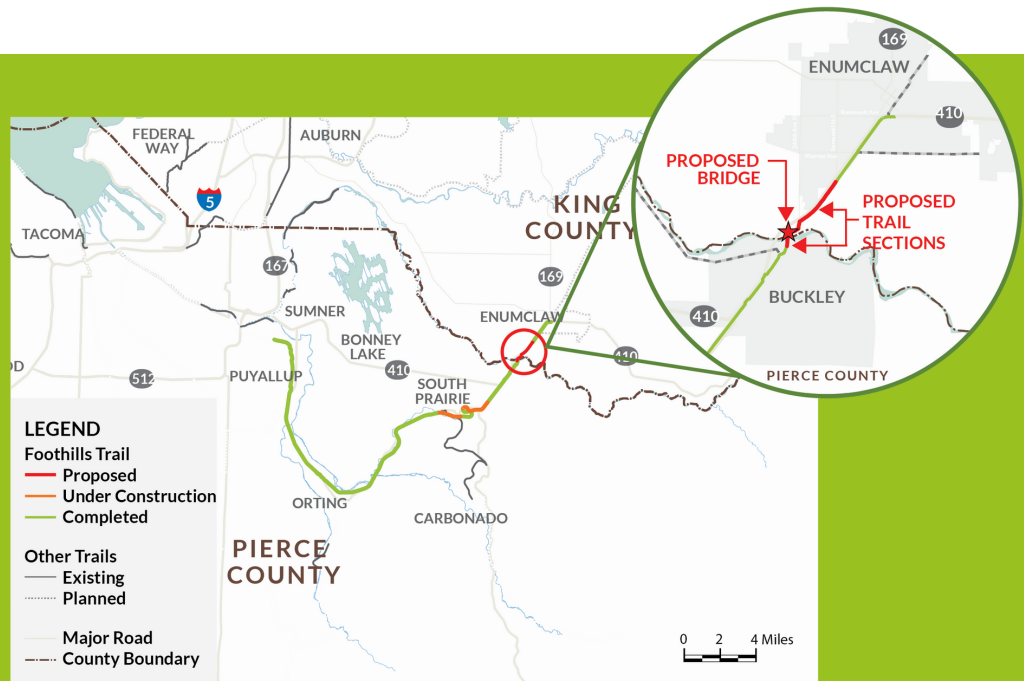 FEDERAL
WAY
AUBURN
5
TACOMA
KING
COUNTY
167
169
SUMNER
ENUMCLAW
BONNEY
LAKE
410
410
OD
512
PUYALLUP
SOUTH
PRAIRIE
ORTING
CARBONADO
PIERCE
COUNTY
169
ENUMCLAW
410
PROPOSED
BRIDGE
PROPOSED
TRAIL
SECTIONS
BUCKLEY
410
PIERCE COUNTY
LEGEND
Foothills Trail
Proposed
Under Construction
Completed
Other Trails
Existing
Planned
Major Road
County Boundary
0 2 4 Miles